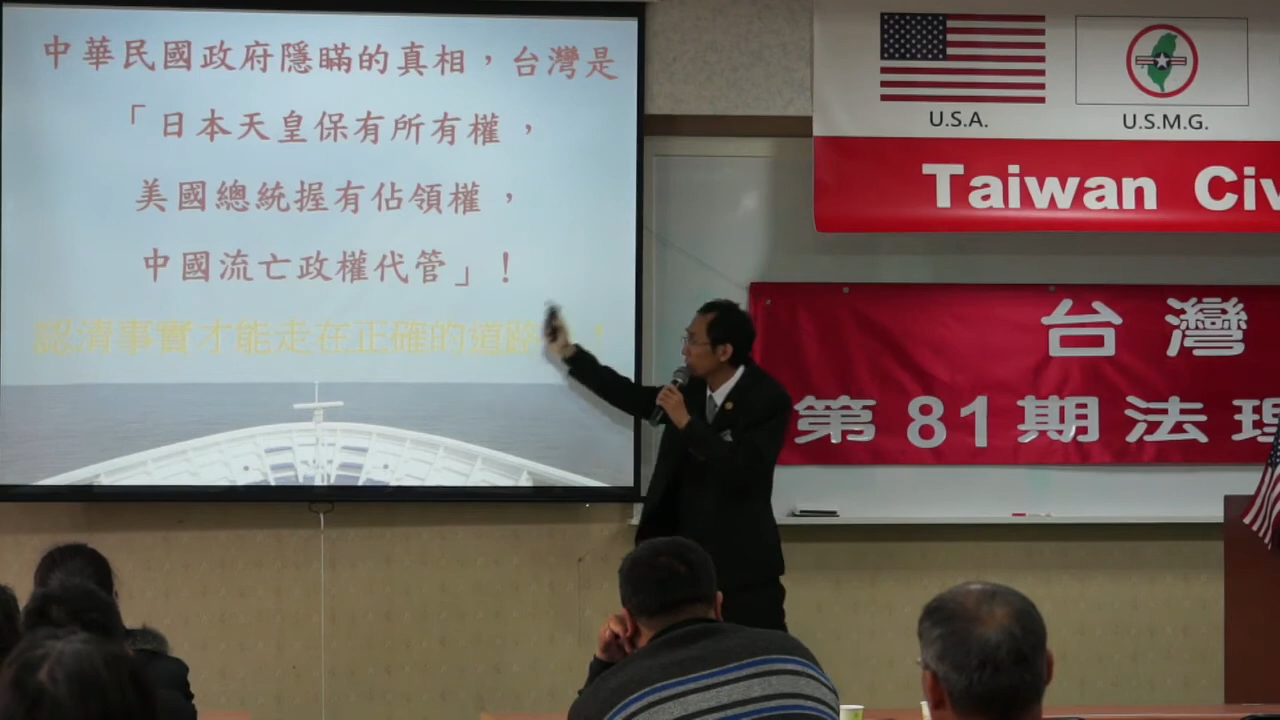 中華民國政府隱瞞的真相，台灣是
「日本天皇保有所有權，
美國總統握有佔領權，
中國流亡政權代管」！
認清事實才能走在正確的道路
U.S.A.
U.S.M.G.
Taiwan Civ
台灣
第81期法理